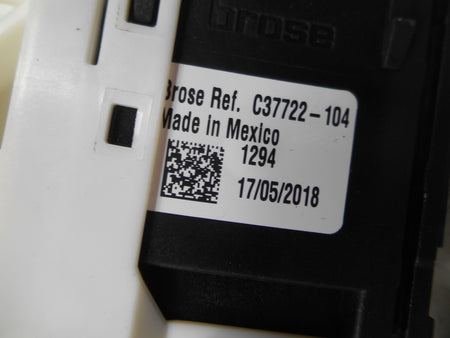 brose
Brose Ref. C37722-104
Made in Mexico
1294
17/05/2018